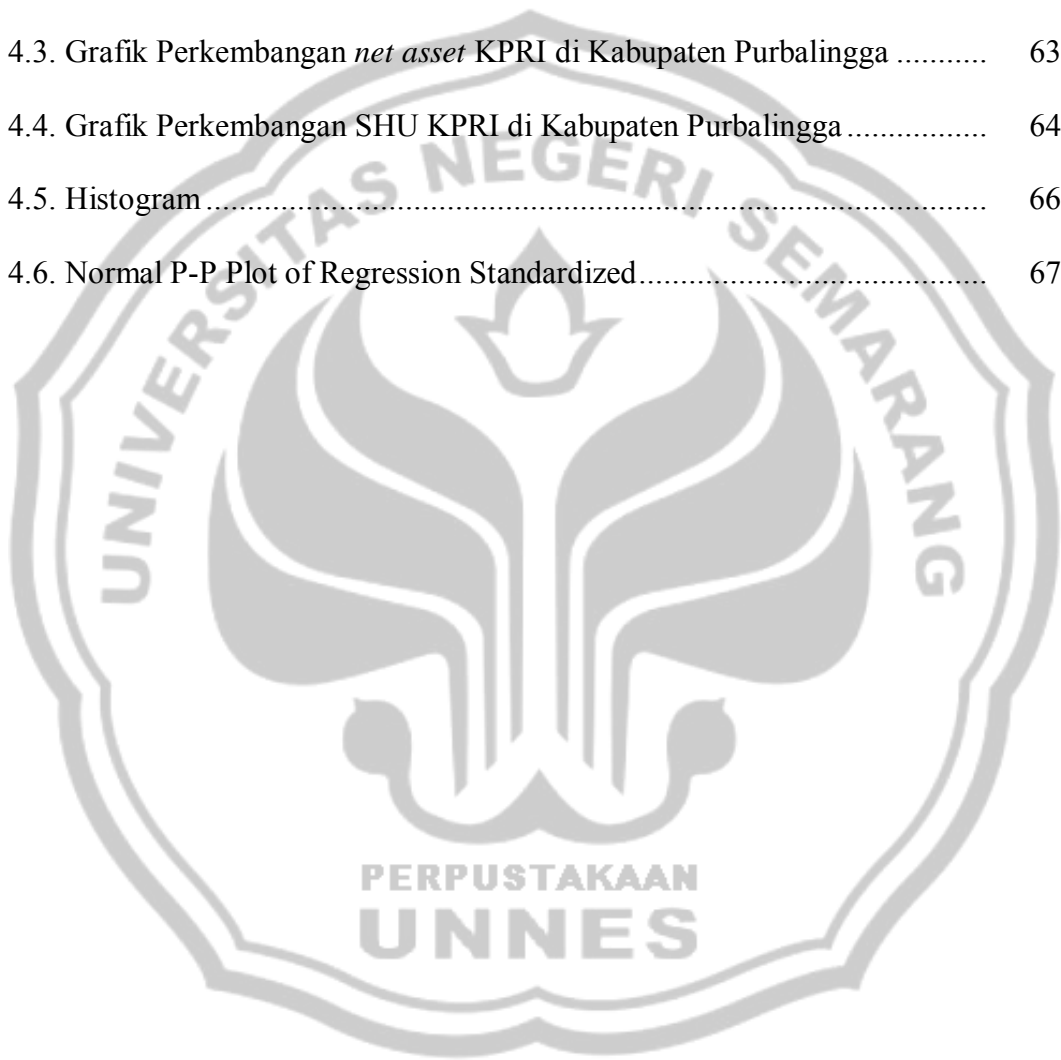 4.3. Grafik Perkembangan net asset KPRI di Kabupaten Purbalingga ........... 63
4.4. Grafik Perkembangan SHU KPRI di Kabupaten Purbalingga ................ 64
4.5. Histogram ............................................................................................... 66
4.6. Normal P-P Plot of Regression Standardized .......................................... 67
UNIVERSITAS NEGERI SEMARANG
PERPUSTAKAAN
UNNES